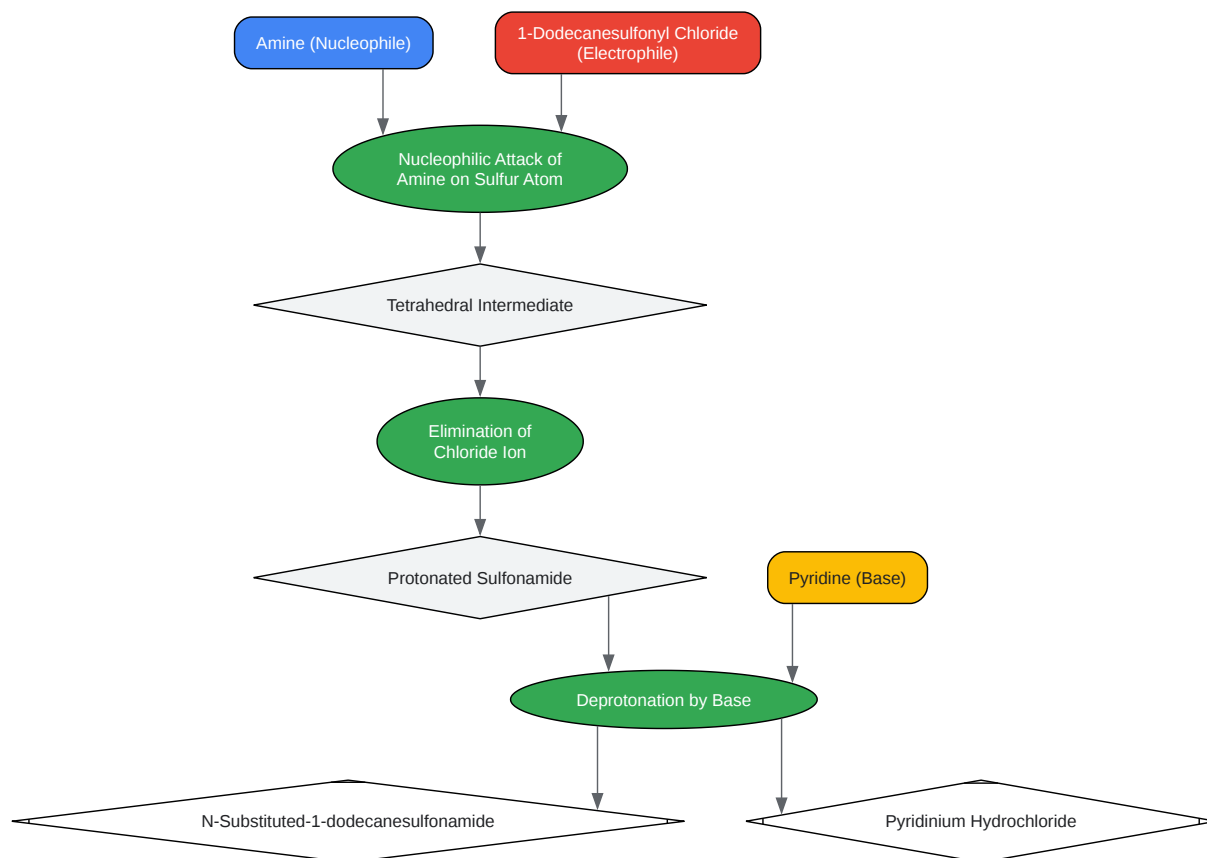 Amine (Nucleophile)
1-Dodecanesulfonyl Chloride
(Electrophile)
Nucleophilic Attack of
Amine on Sulfur Atom
Tetrahedral Intermediate
Elimination of
Chloride Ion
Protonated Sulfonamide
Pyridine (Base)
Deprotonation by Base
N-Substituted-1-dodecanesulfonamide
Pyridinium Hydrochloride